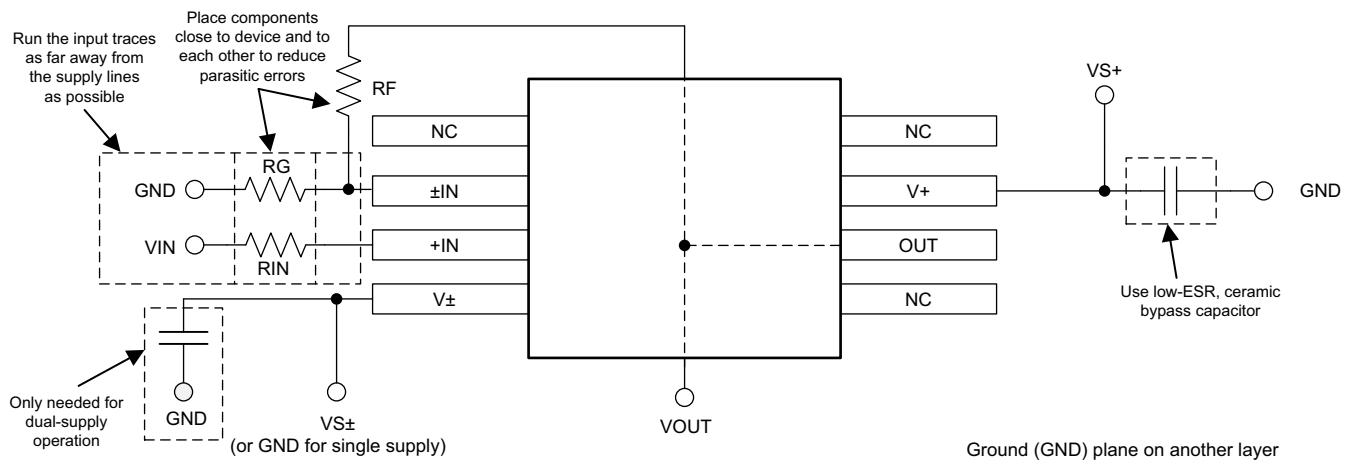 Run the input traces
as far away from
the supply lines
as possible
Place components
close to device and to
each other to reduce
parasitic errors
RF
VS+
NC
NC
RG
GND
±IN
V+
GND
VIN
+IN
OUT
RIN
V±
NC
Use low-ESR, ceramic
bypass capacitor
Only needed for
dual-supply
operation
GND
VS±
(or GND for single supply)
VOUT
Ground (GND) plane on another layer